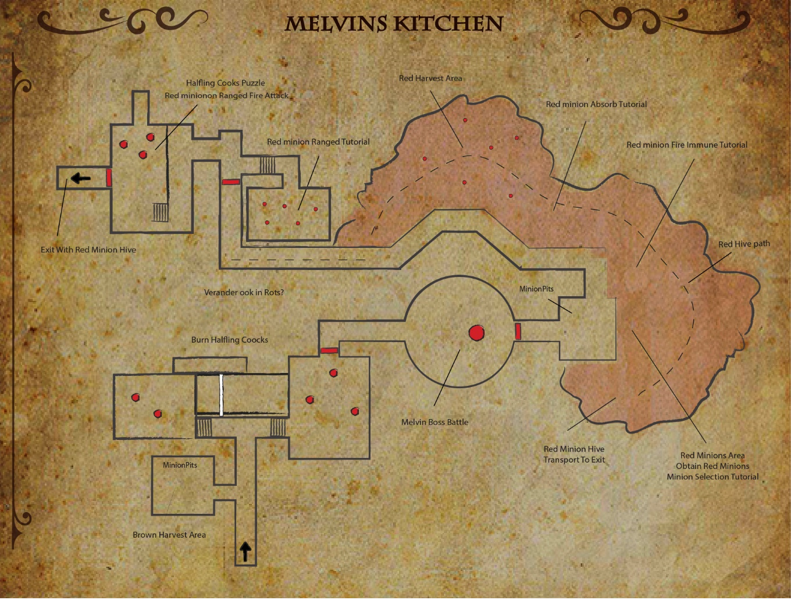 MELVINS KITCHEN
Halfling Cooks Puzzle
Red minionon Ranged Fire Attack
Red Harvest Area
Red minion Absorb Tutorial
Red minion Ranged Tutorial
Red minion Fire Immune Tutorial
Exit With Red Minion Hive
Red Hive path
Verander ook in Rots?
MinionPits
Burn Halfling Coocks
Melvin Boss Battle
Red Minion Hive
Transport To Exit
Red Minions Area
Obtain Red Minions
Minion Selection Tutorial
MinionPits
Brown Harvest Area